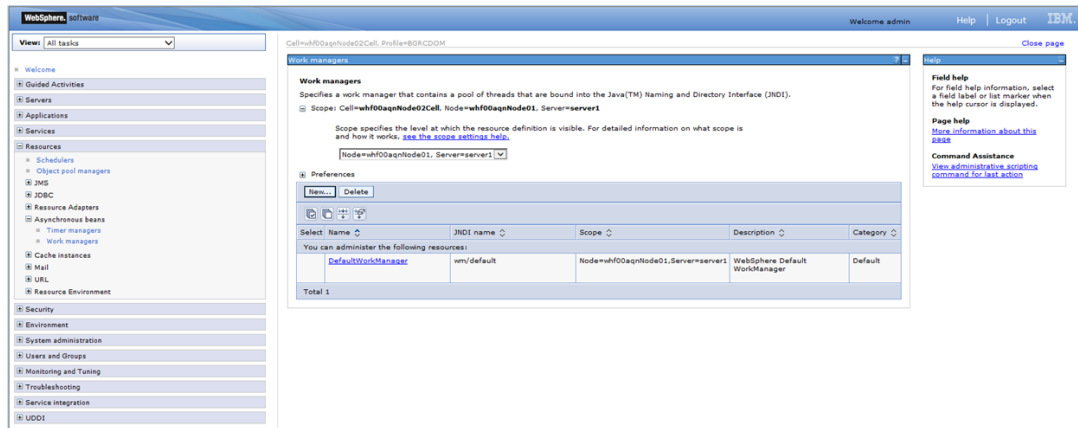 WebSphere. software
Welcome admin
Help
Logout
IBM.
View: All tasks
Welcome
Guided Activities
Servers
Applications
Services
Resources
Schedulers
Object pool managers
JMS
JDBC
Resource Adapters
Asynchronous beans
Timer managers
Work managers
Cache instances
Mail
URL
Resource Environment
Security
Environment
System administration
Users and Groups
Monitoring and Tuning
Troubleshooting
Service integration
UDDI
Cell=whf00aqnNode02Cell, Profile=BGRCDOM
Close page
Work managers
? -
Work managers
Specifies a work manager that contains a pool of threads that are bound into the Java(TM) Naming and Directory Interface (JNDI).
Scope: Cell=whf00aqnNode02Cell, Node=whf00aqnNode01, Server=server1
Scope specifies the level at which the resource definition is visible. For detailed information on what scope is
and how it works, see the scope settings help.
Node=whf00aqnNode01, Server=server1
Preferences
New... Delete
Select Name JNDI name Scope Description Category
You can administer the following resources:
DefaultWorkManager wm/default Node=whf00aqnNode01,Server=server1 WebSphere Default Default
WorkManager
Total 1
Help
Field help
For field help information, select
a field label or list marker when
the help cursor is displayed.
Page help
More information about this
page
Command Assistance
View administrative scripting
command for last action